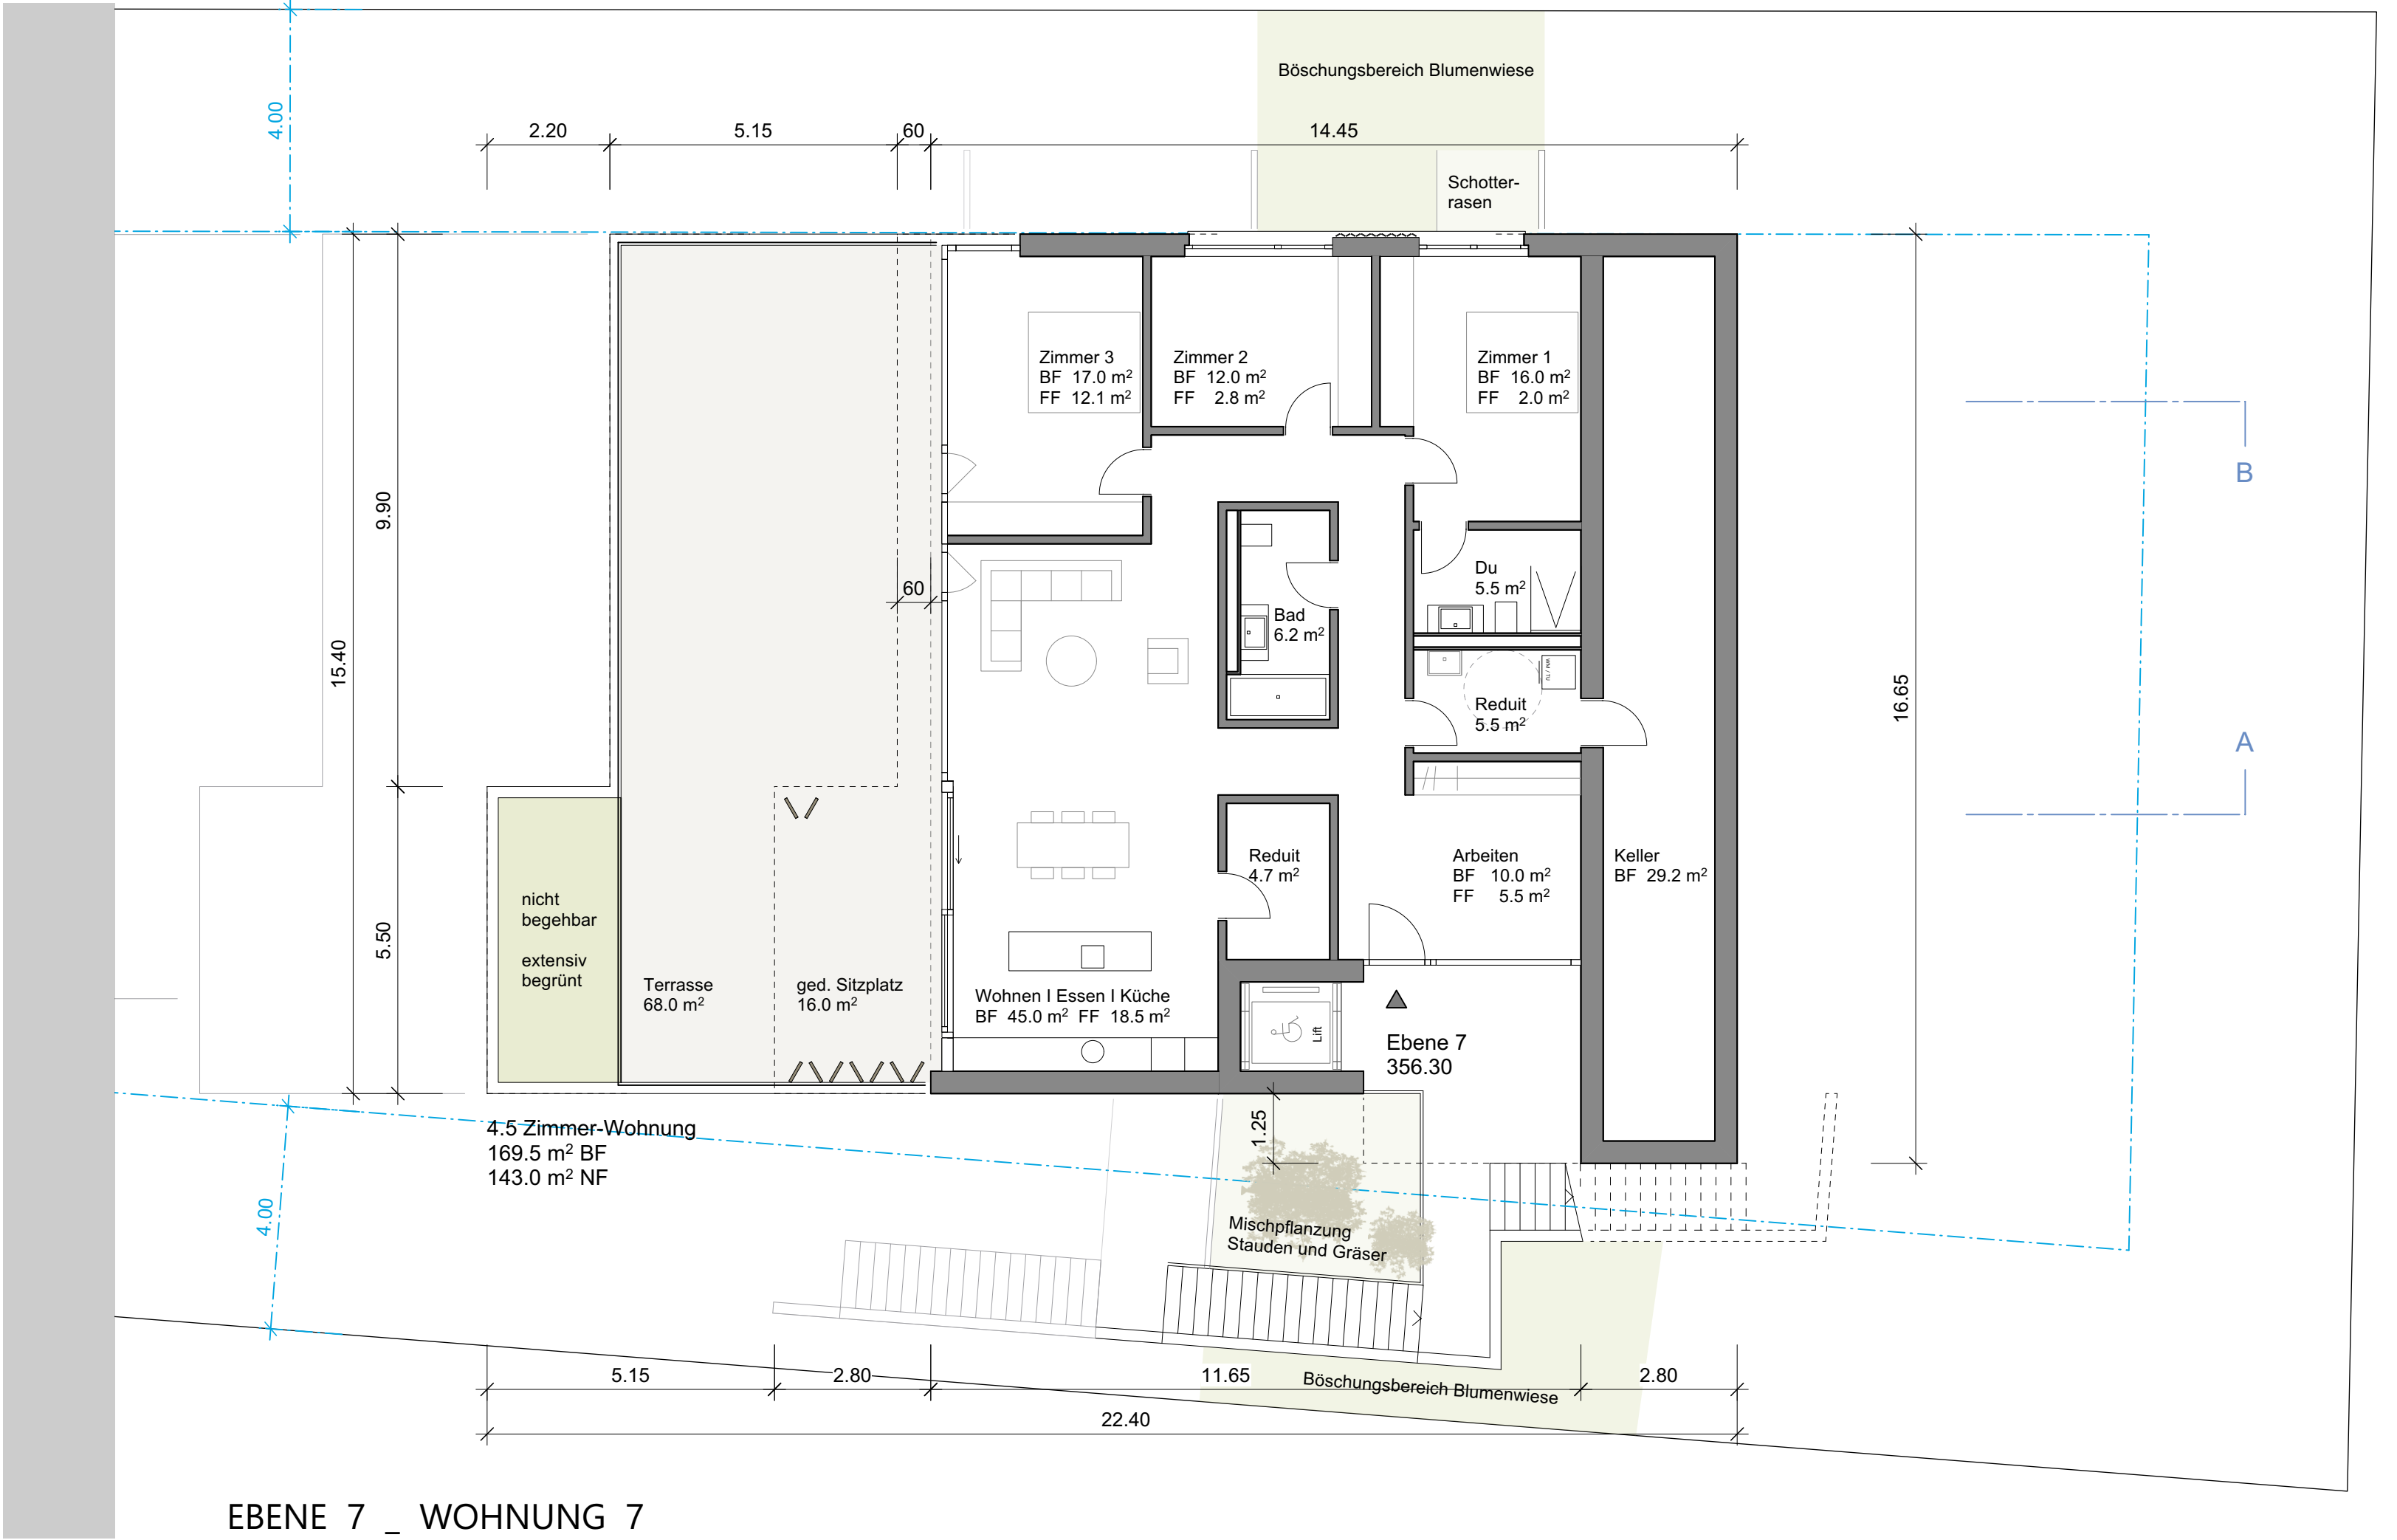 Böschungsbereich Blumenwiese
4.00
2.20
5.15
60
14.45
Schotter-
rasen
Zimmer 3
BF 17.0 m²
FF 12.1 m²
Zimmer 2
BF 12.0 m²
FF 2.8 m²
Zimmer 1
BF 16.0 m²
FF 2.0 m²
B
9.90
60
Du
5.5 m²
Bad
6.2 m²
15.40
WM / TU
Reduit
5.5 m²
16.65
A
Reduit
4.7 m²
Arbeiten
BF 10.0 m²
FF 5.5 m²
Keller
BF 29.2 m²
5.50
nicht
begehbar
extensiv
begrünt
Terrasse
68.0 m²
ged. Sitzplatz
16.0 m²
Wohnen I Essen I Küche
BF 45.0 m² FF 18.5 m²
Lift
Ebene 7
356.30
1.25
4.5 Zimmer-Wohnung
169.5 m² BF
143.0 m² NF
4.00
Mischpflanzung
Stauden und Gräser
5.15
2.80
11.65
2.80
Böschungsbereich Blumenwiese
22.40
EBENE 7 _ WOHNUNG 7